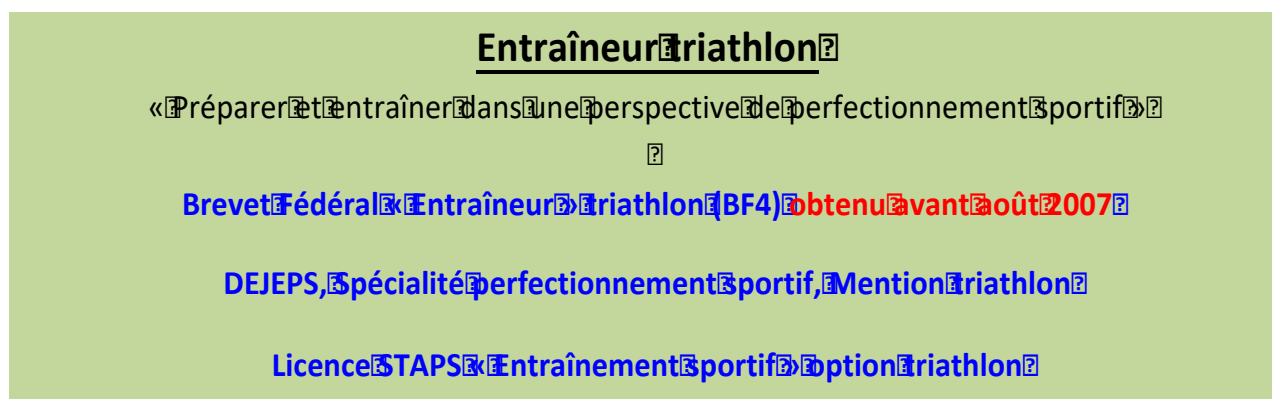 Entraîneur triathlon
« Préparer et entraîner dans une perspective de perfectionnement sportif »
Brevet Fédéral « Entraîneur » triathlon (BF4) obtenu avant août 2007
DEJEPS, Spécialité perfectionnement sportif, Mention triathlon
Licence STAPS « Entraînement sportif » option triathlon